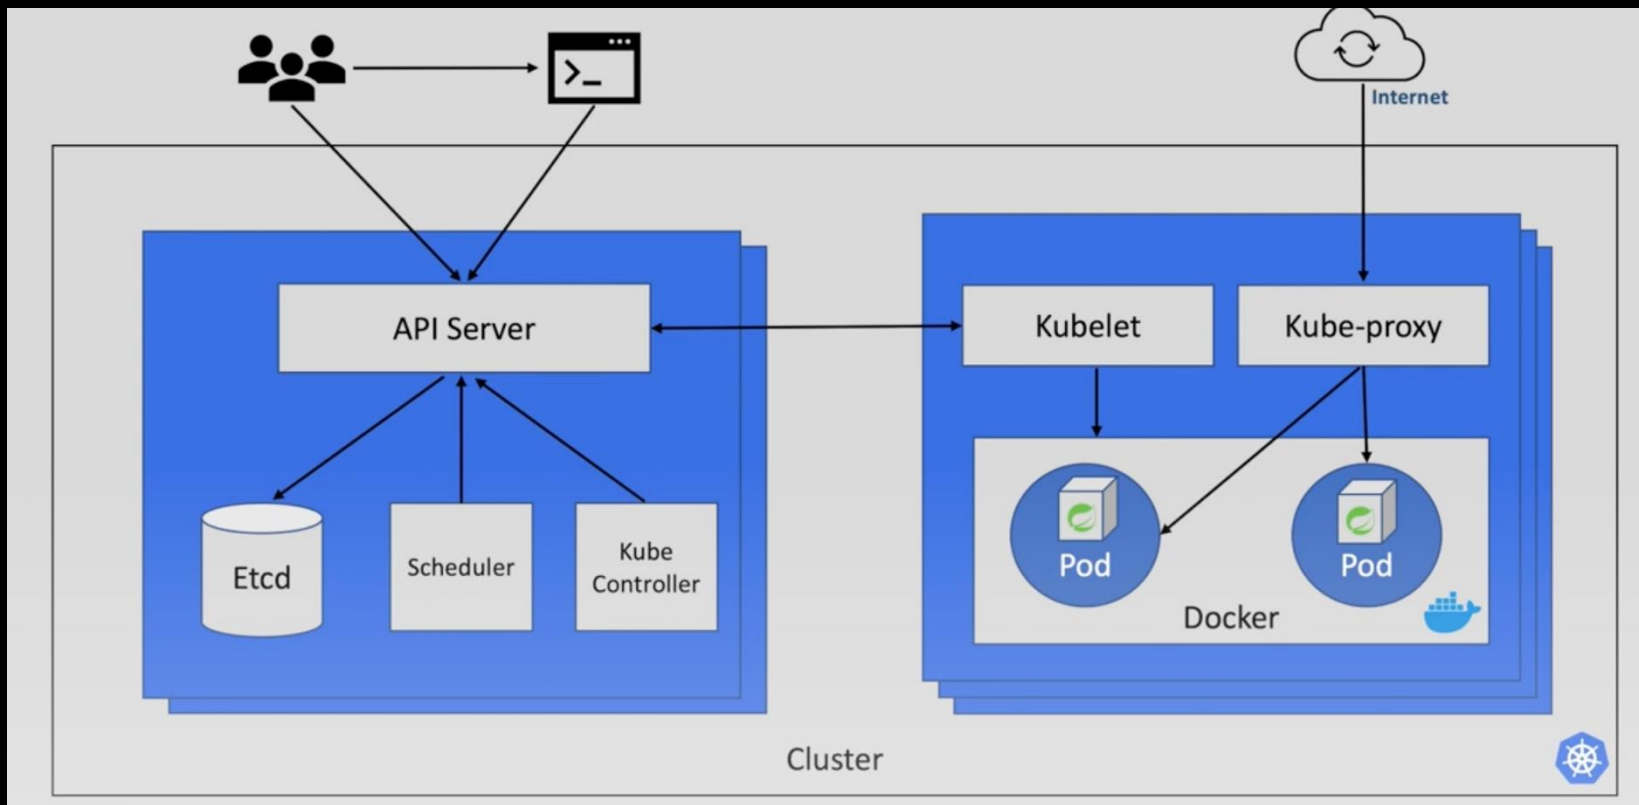 >_
Internet
API Server
Kubelet
Kube-proxy
Etcd
Scheduler
Kube
Controller
Pod
Pod
Docker
Cluster